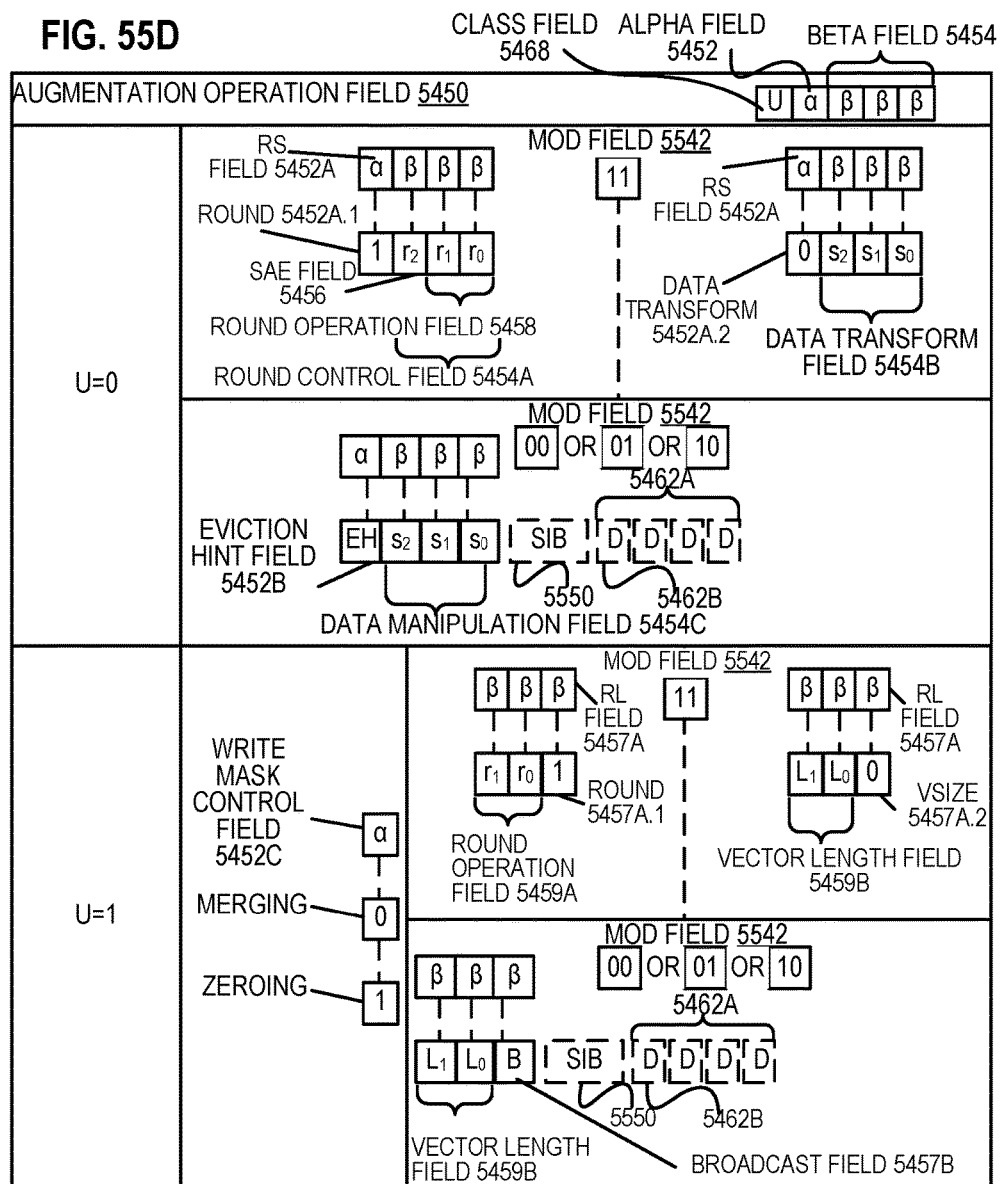 FIG. 55D
CLASS FIELD 5468
ALPHA FIELD 5452
BETA FIELD 5454
AUGMENTATION OPERATION FIELD 5450
U α β β β
U=0
RS FIELD 5452A
α β β β
ROUND 5452A.1
1 r2 r1 r0
SAE FIELD 5456
ROUND OPERATION FIELD 5458
ROUND CONTROL FIELD 5454A
MOD FIELD 5542
11
RS FIELD 5452A
α β β β
0 s2 s1 s0
DATA TRANSFORM 5452A.2
DATA TRANSFORM FIELD 5454B
MOD FIELD 5542
00 OR 01 OR 10
α β β β
5462A
EVICTION HINT FIELD 5452B
EH s2 s1 s0
SIB
D D D D
5550
5462B
DATA MANIPULATION FIELD 5454C
U=1
WRITE MASK CONTROL FIELD 5452C
α
MERGING
0
ZEROING
1
MOD FIELD 5542
11
β β β
RL FIELD 5457A
r1 r0 1
ROUND 5457A.1
ROUND OPERATION FIELD 5459A
β β β
RL FIELD 5457A
L1 L0 0
VSIZE 5457A.2
VECTOR LENGTH FIELD 5459B
MOD FIELD 5542
00 OR 01 OR 10
β β β
5462A
L1 L0 B
SIB
D D D D
5550
5462B
VECTOR LENGTH FIELD 5459B
BROADCAST FIELD 5457B